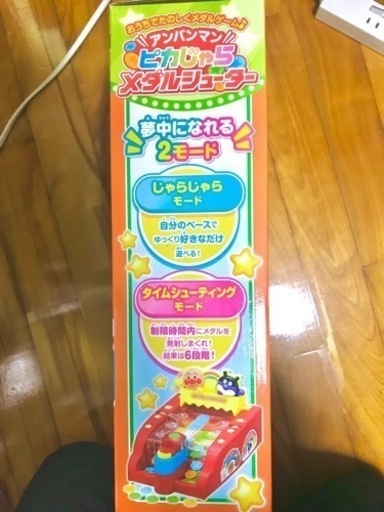 おうちでたのしくメダルゲーム♪
アンパンマン
ピカじゃら
メダルシューター
夢中になれる
2モード
じゃらじゃら
モード
自分のペースで
ゆっくり好きなだけ
遊べる!
タイムシューティング
モード
制限時間内にメダルを
発射しまくれ!
結果は6段階!